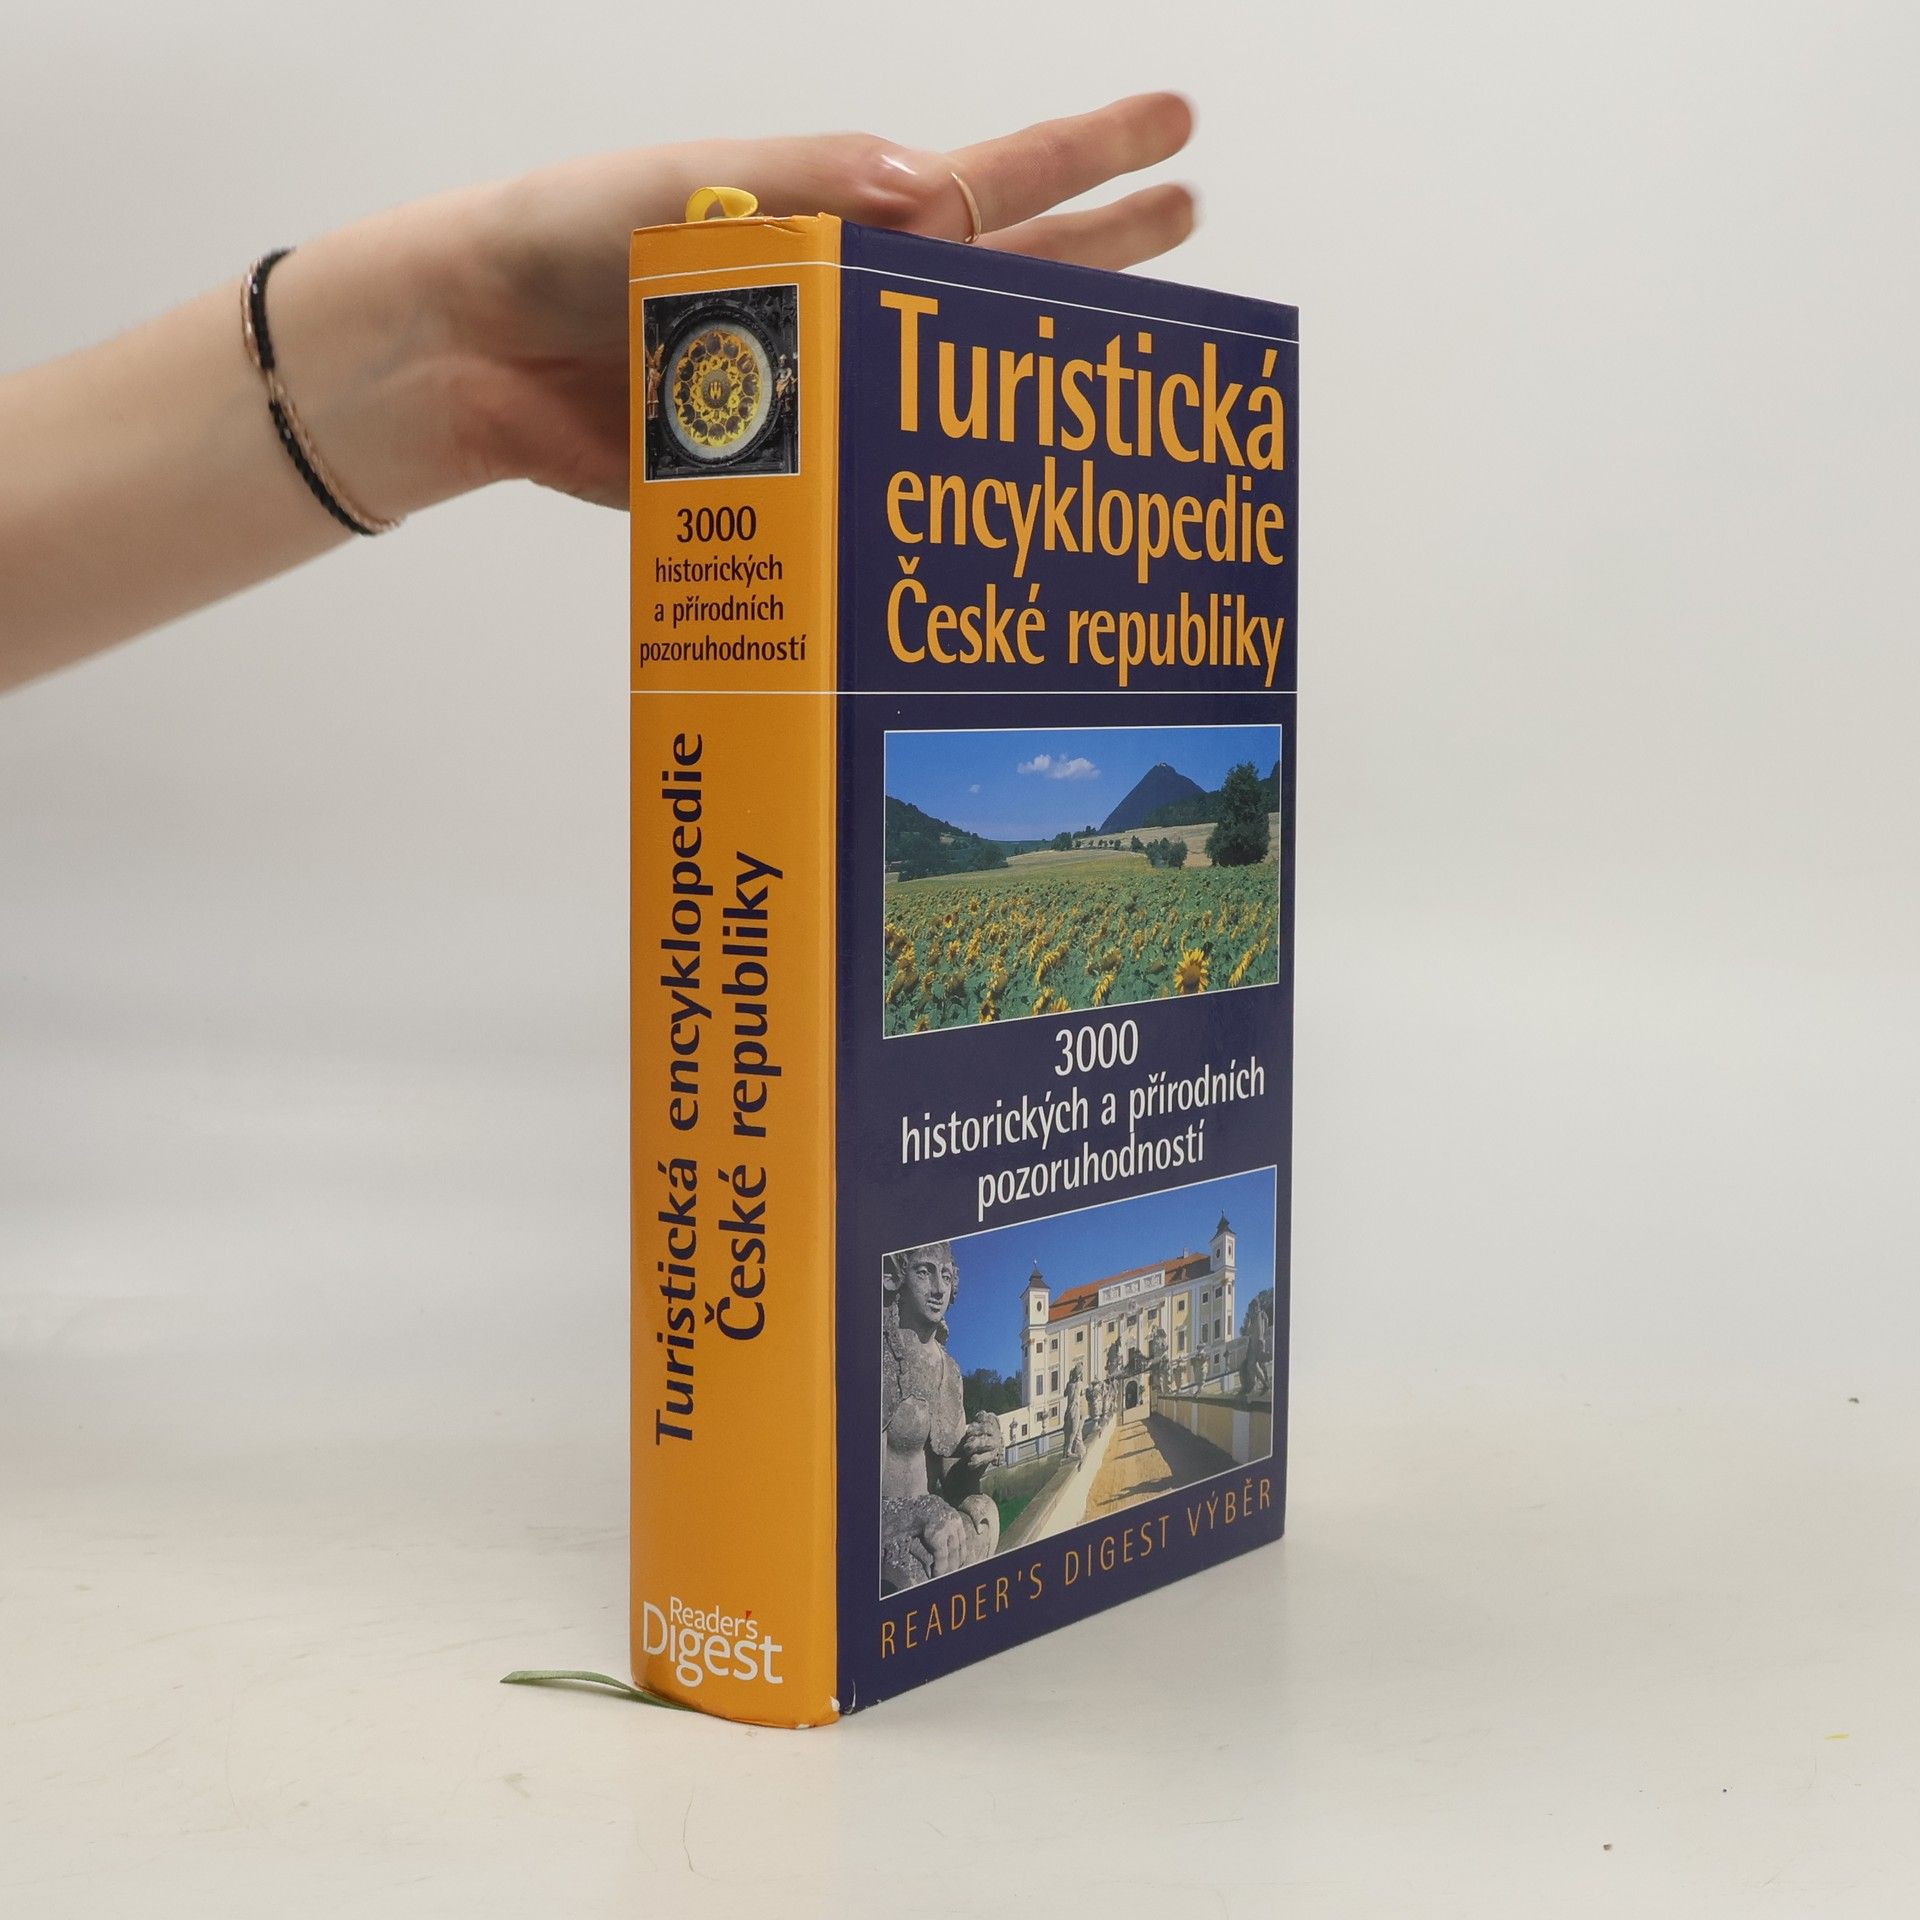 3000
historických
a přírodních
pozoruhodností
Turistická encyklopedie
České republiky
Reader's
Digest
Turistická
encyklopedie
České republiky
3000
historických a přírodních
pozoruhodností
READER'S DIGEST VÝBĚR